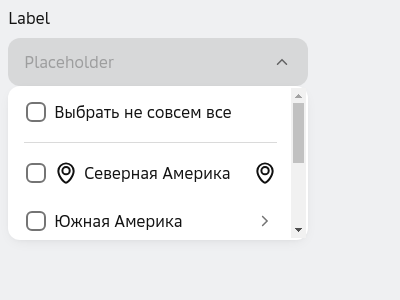 Label
Placeholder
Выбрать не совсем все
Северная Америка
Южная Америка